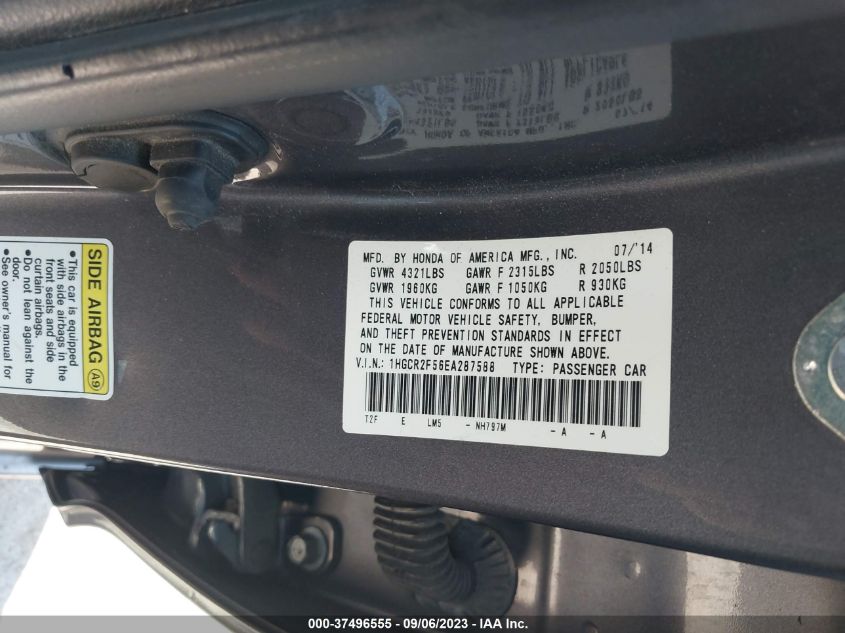 MFD. BY HONDA OF AMERICA MFG., INC. 07/'14
GVWR 4321LBS GAWR F 2315LBS R 2050LBS
GVWR 1960KG GAWR F 1050KG R 930KG
THIS VEHICLE CONFORMS TO ALL APPLICABLE
FEDERAL MOTOR VEHICLE SAFETY, BUMPER,
AND THEFT PREVENTION STANDARDS IN EFFECT
ON THE DATE OF MANUFACTURE SHOWN ABOVE.
V.I.N.: 1HGCR2F56EA287588 TYPE: PASSENGER CAR
T2F E LM5 - NH797M - A - A
SIDE AIRBAG A9
•This car is equipped
with side airbags in the
front seats and side
curtain airbags.
•Do not lean against the
door.
•See owner's manual for
000-37496555 - 09/06/2023 - IAA Inc.